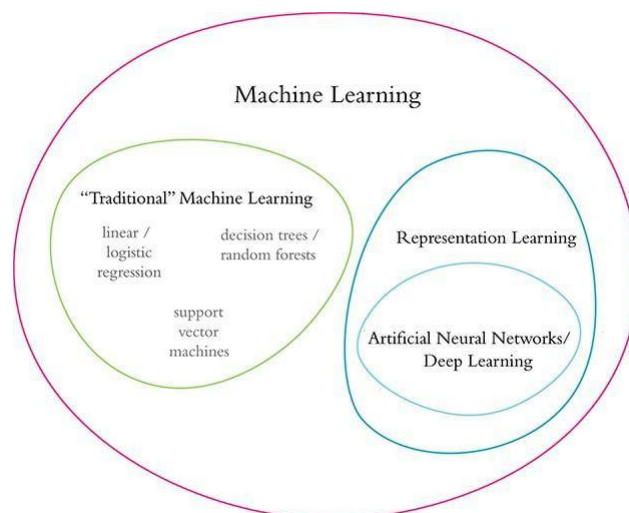 Machine Learning
“Traditional” Machine Learning
linear /
logistic
regression
decision trees /
random forests
support
vector
machines
Representation Learning
Artificial Neural Networks/
Deep Learning